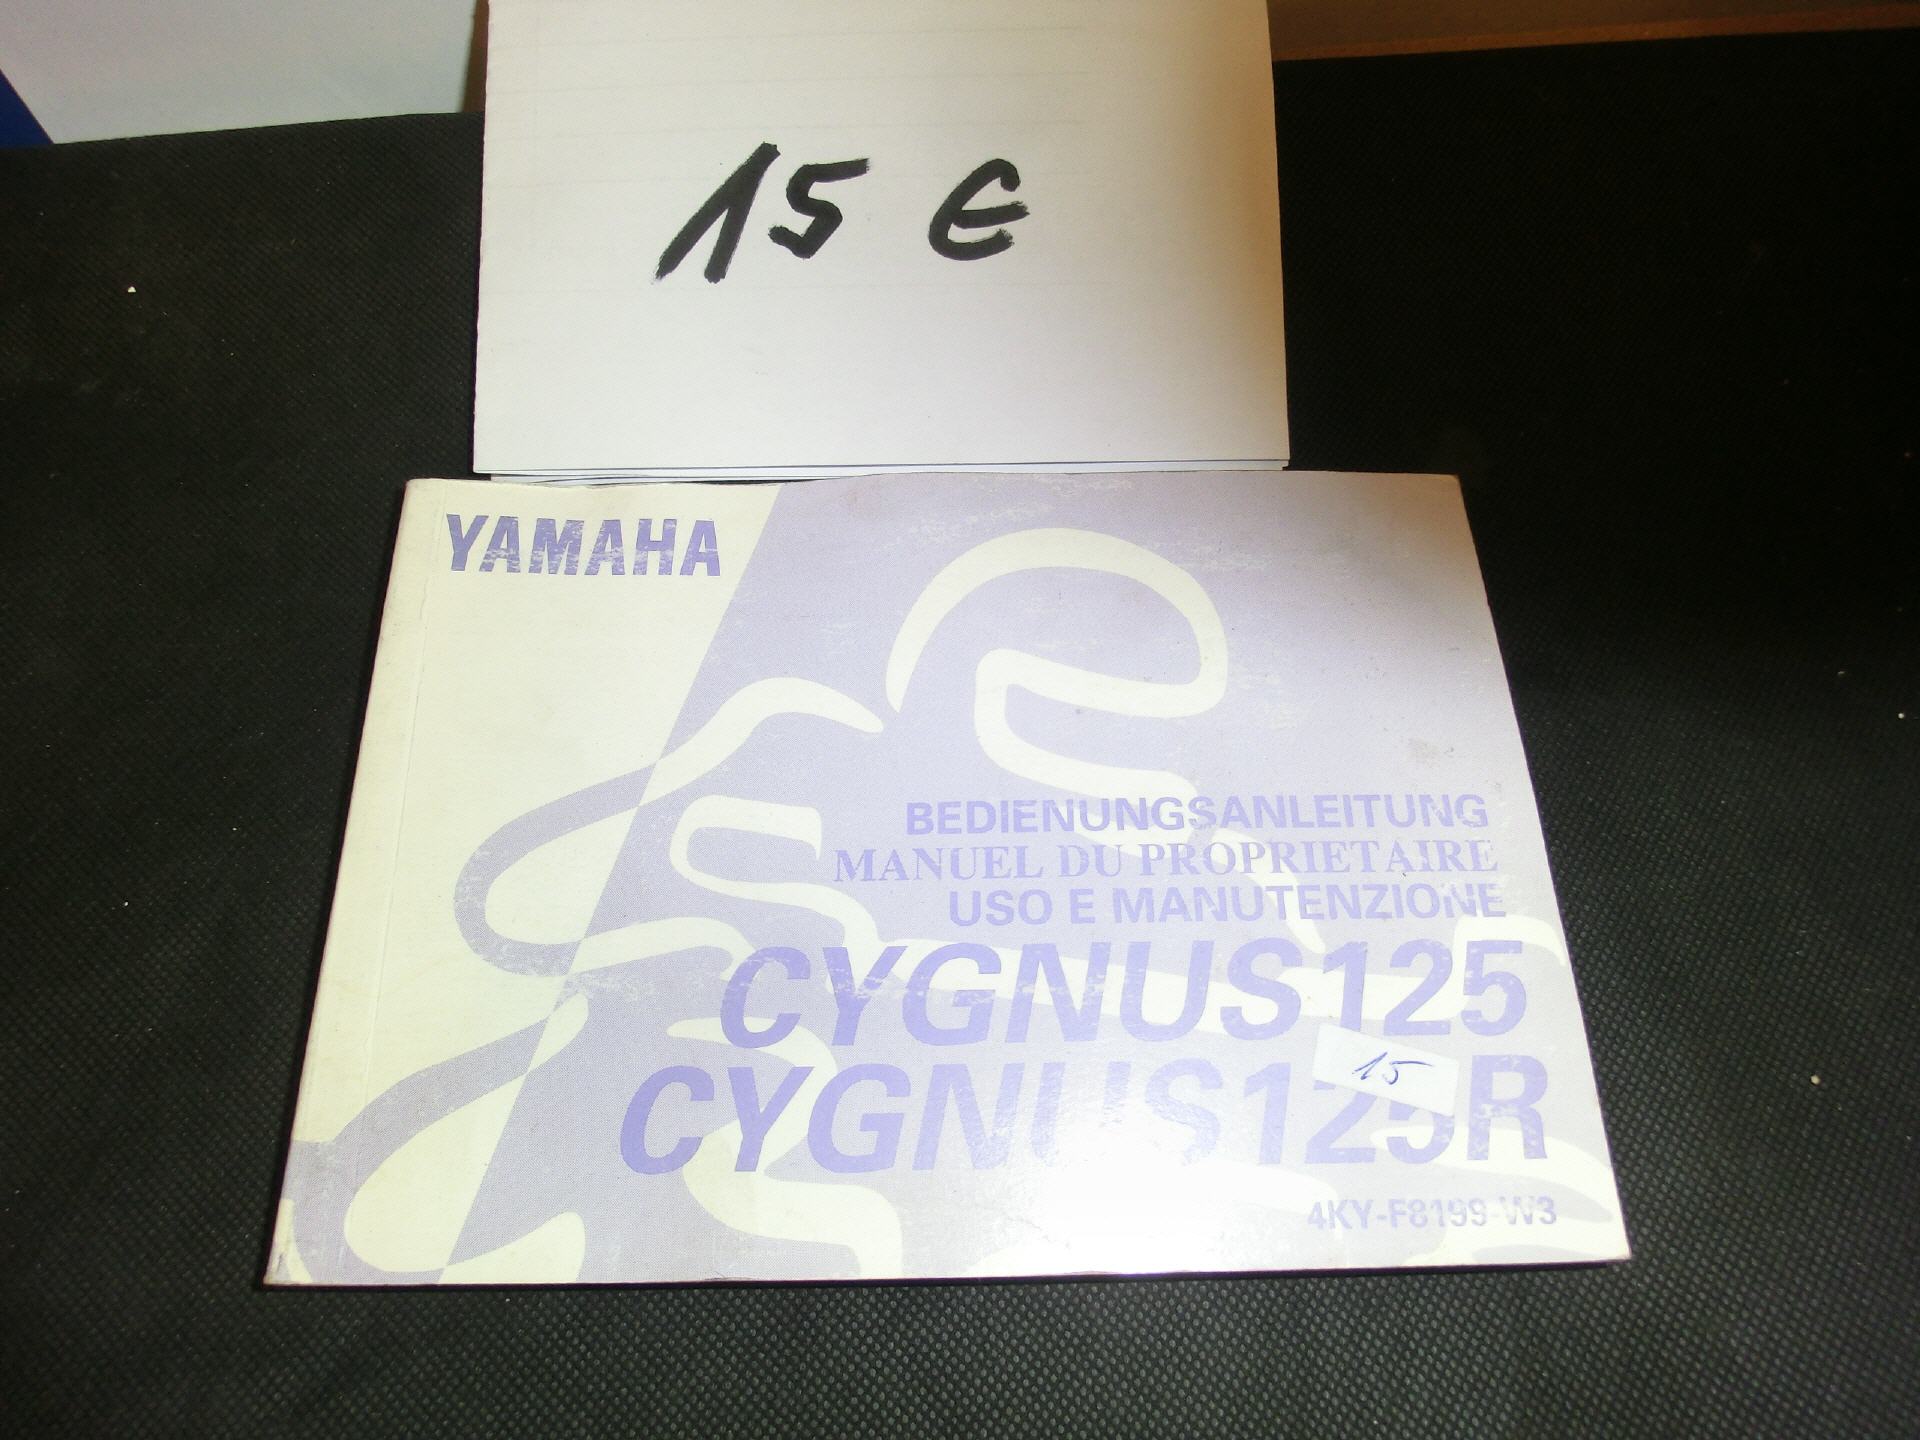 15 €
YAMAHA
BEDIENUNGSANLEITUNG
MANUEL DU PROPRIETAIRE
USO E MANUTENZIONE
CYGNUS125
15
CYGNUS125R
4KY-F8199-W3